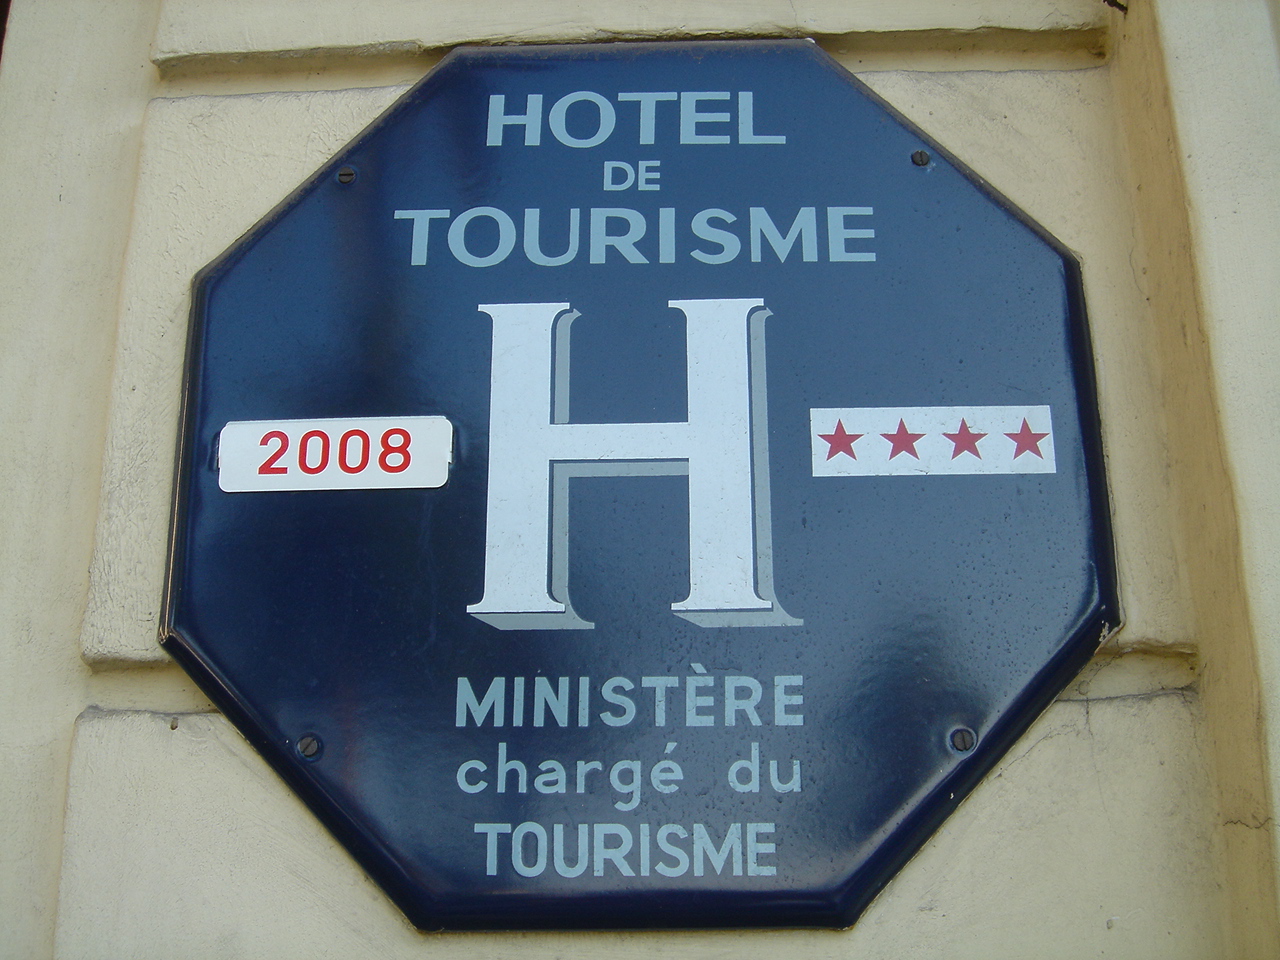 HOTEL
DE
TOURISME
2008 H ★★★★
MINISTÈRE
chargé du
TOURISME